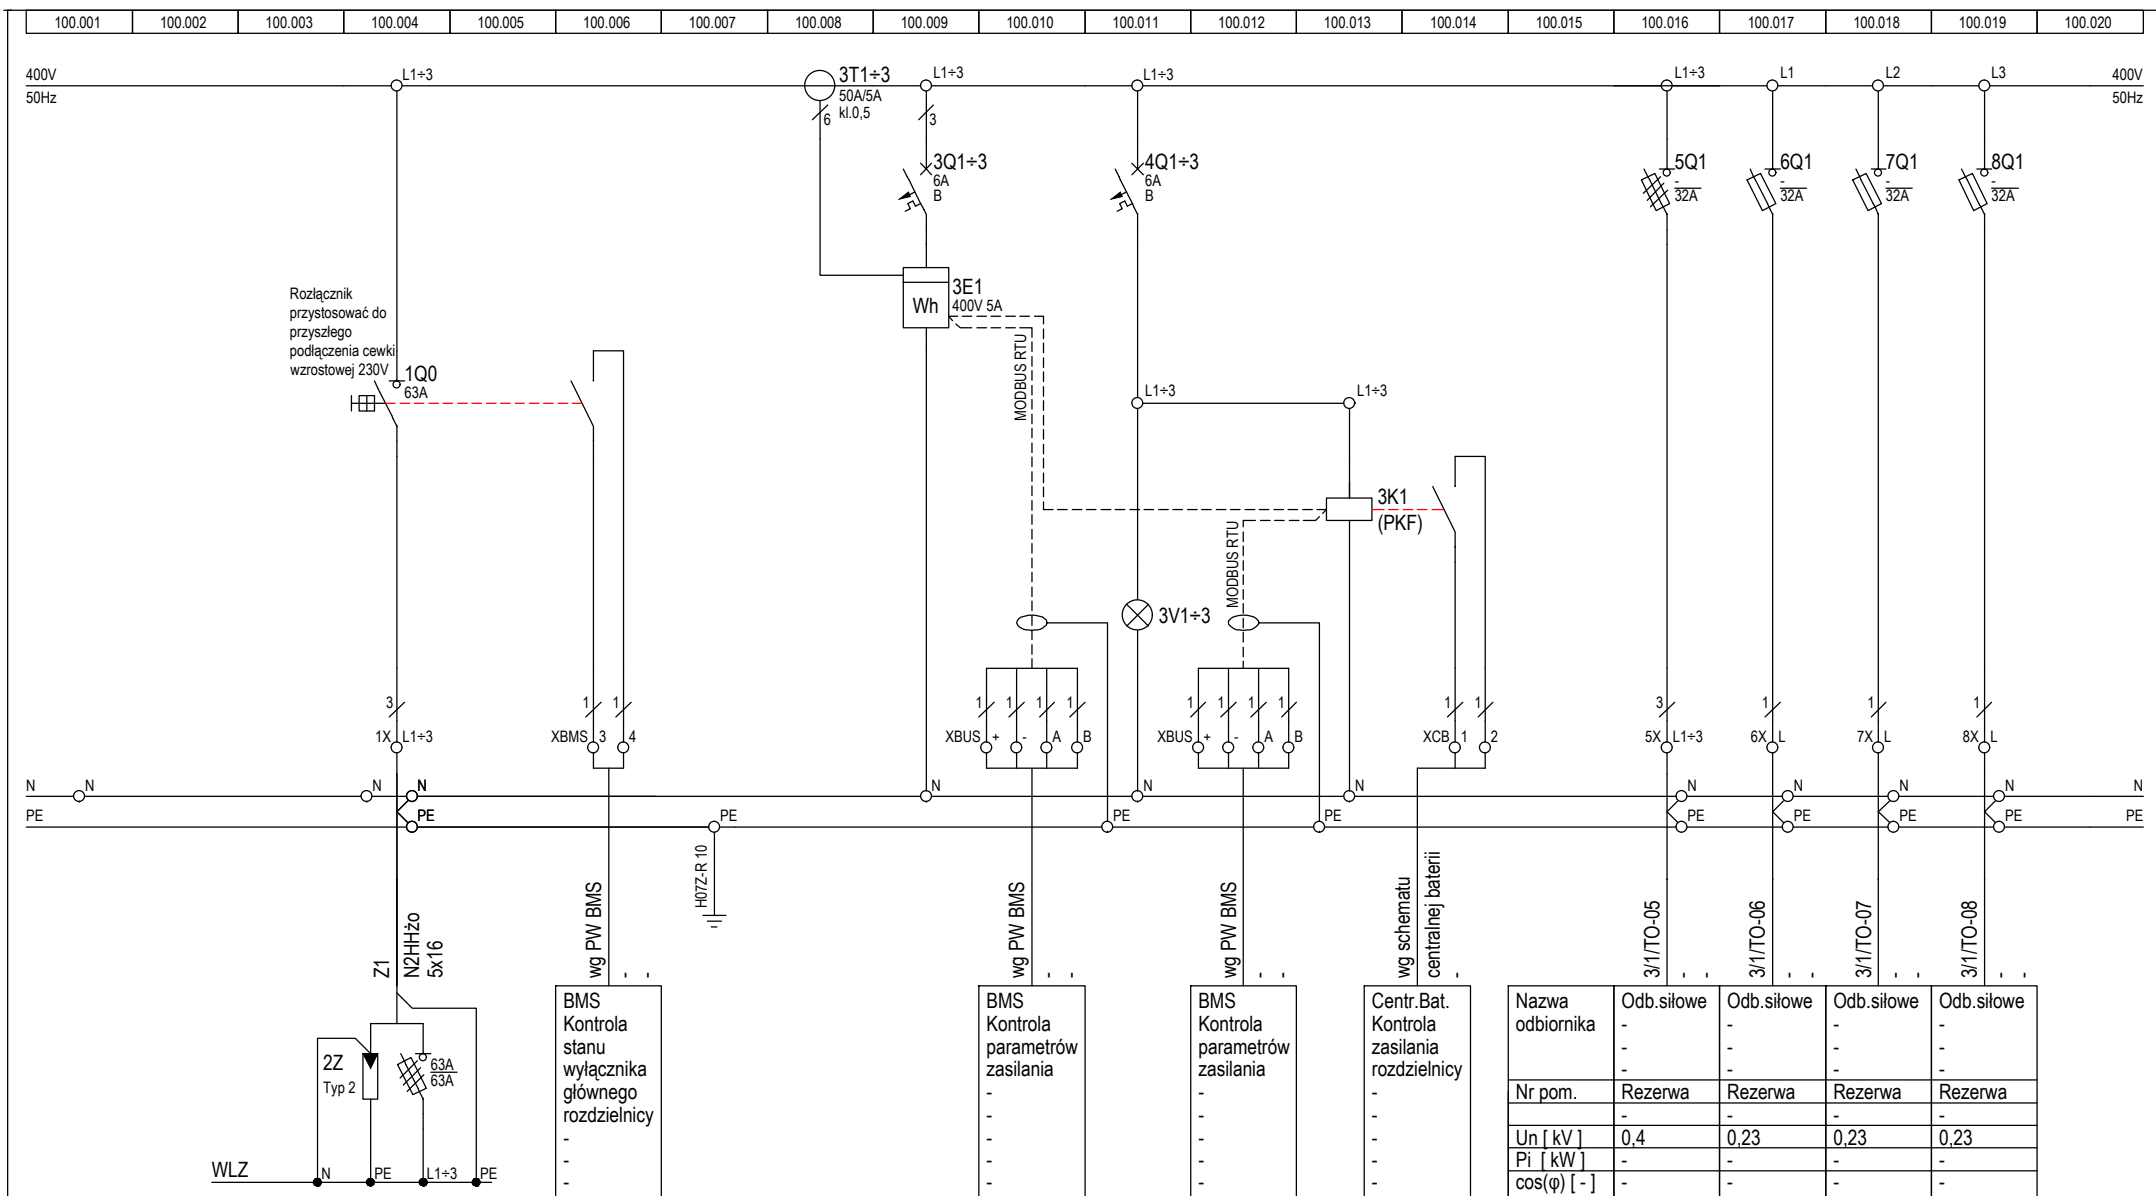 100.001 100.002 100.003 100.004 100.005 100.006 100.007 100.008 100.009 100.010 100.011 100.012 100.013 100.014 100.015 100.016 100.017 100.018 100.019 100.020
400V
50Hz
L1÷3
3T1÷3
50A/5A
kl.0,5
6
L1÷3
3
L1÷3
L1÷3
L1
L2
L3
400V
50Hz
3Q1÷3
6A
B
4Q1÷3
6A
B
5Q1
-
32A
6Q1
-
32A
7Q1
-
32A
8Q1
-
32A
3E1
400V 5A
Wh
Rozłącznik
przystosować do
przyszłego
podłączenia cewki
wzrostowej 230V
1Q0
63A
MODBUS RTU
L1÷3
L1÷3
3K1
(PKF)
MODBUS RTU
3V1÷3
3
1X L1÷3
1 1
XBMS 3 4
1 1 1 1
XBUS + - A B
1 1 1 1
XBUS + - A B
1 1
XCB 1 2
3
5X L1÷3
1
6X L
1
7X L
1
8X L
N N N N N N N N N N N N
PE PE PE PE PE PE PE PE PE PE
H07Z-R 10
Z1
N2HHżo
5x16
wg PW BMS - -
wg PW BMS - -
wg PW BMS - -
wg schematu
centralnej baterii -
3/1/TO-05 - -
3/1/TO-06 - -
3/1/TO-07 - -
3/1/TO-08 - -
2Z
Typ 2
63A
63A
WLZ
N PE L1÷3 PE
BMS
Kontrola
stanu
wyłącznika
głównego
rozdzielnicy
-
-
-
BMS
Kontrola
parametrów
zasilania
-
-
-
-
-
BMS
Kontrola
parametrów
zasilania
-
-
-
-
-
Centr.Bat.
Kontrola
zasilania
rozdzielnicy
-
-
-
-
-
Nazwa Odb.siłowe Odb.siłowe Odb.siłowe Odb.siłowe
odbiornika - - - -
- - - -
- - - -
Nr pom. Rezerwa Rezerwa Rezerwa Rezerwa
- - - -
Un [ kV ] 0,4 0,23 0,23 0,23
Pi [ kW ] - - - -
cos(φ) [ - ] - - - -